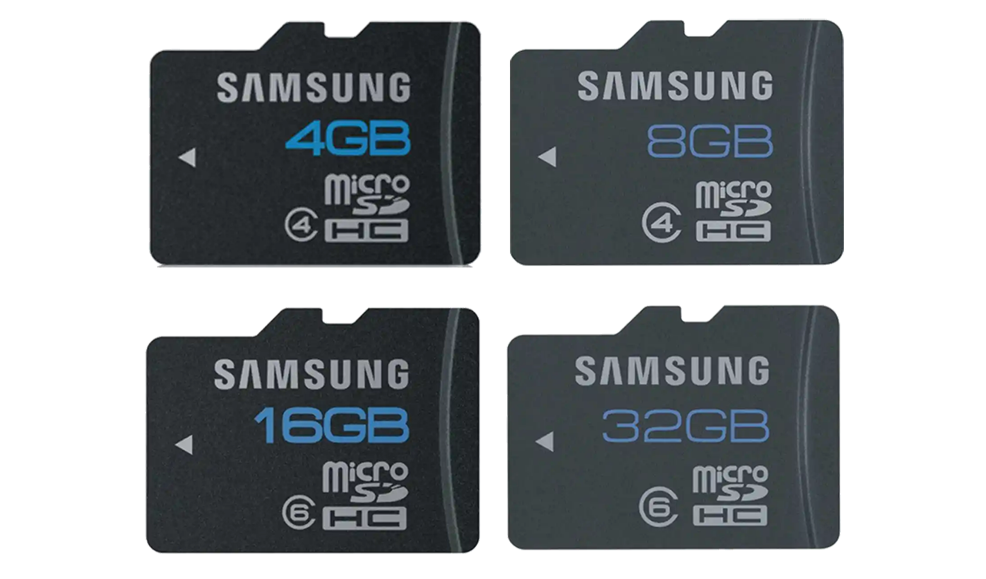 SAMSUNG
4GB
micro
SD
4 HC
SAMSUNG
8GB
micro
SD
4 HC
SAMSUNG
16GB
micro
SD
6 HC
SAMSUNG
32GB
micro
SD
6 HC